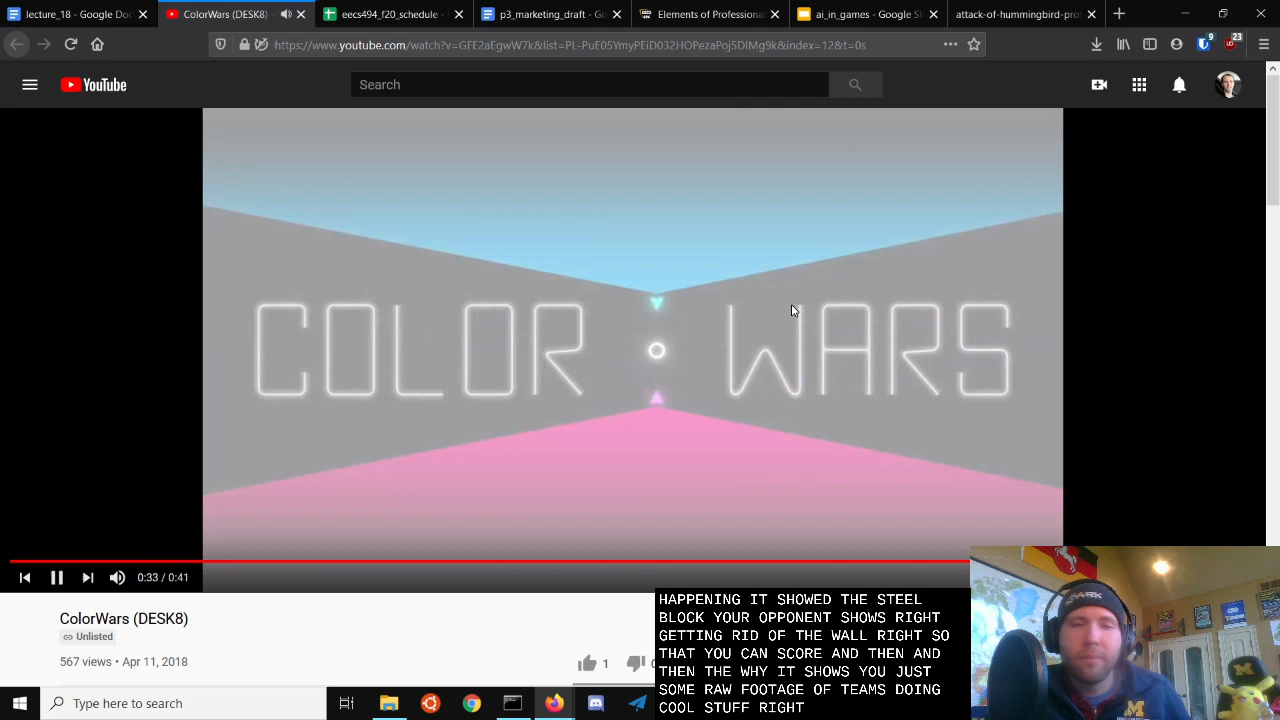 lecture_18 - Google Doc
ColorWars (DESK8)
eecs494_f20_schedule -
p3_marketing_draft - Go
Elements of Professional
ai_in_games - Google Sl
attack-of-hummingbird-pro
https://www.youtube.com/watch?v=GFE2aEgwW7k&list=PL-PuE05YmyPEiD032HOPezaPoj5DIMg9k&index=12&t=0s
9
23
YouTube
Search
COLOR WARS
0:33 / 0:41
ColorWars (DESK8)
Unlisted
567 views • Apr 11, 2018
1
0
HAPPENING IT SHOWED THE STEEL
BLOCK YOUR OPPONENT SHOWS RIGHT
GETTING RID OF THE WALL RIGHT SO
THAT YOU CAN SCORE AND THEN AND
THEN THE WHY IT SHOWS YOU JUST
SOME RAW FOOTAGE OF TEAMS DOING
COOL STUFF RIGHT
M
Type here to search